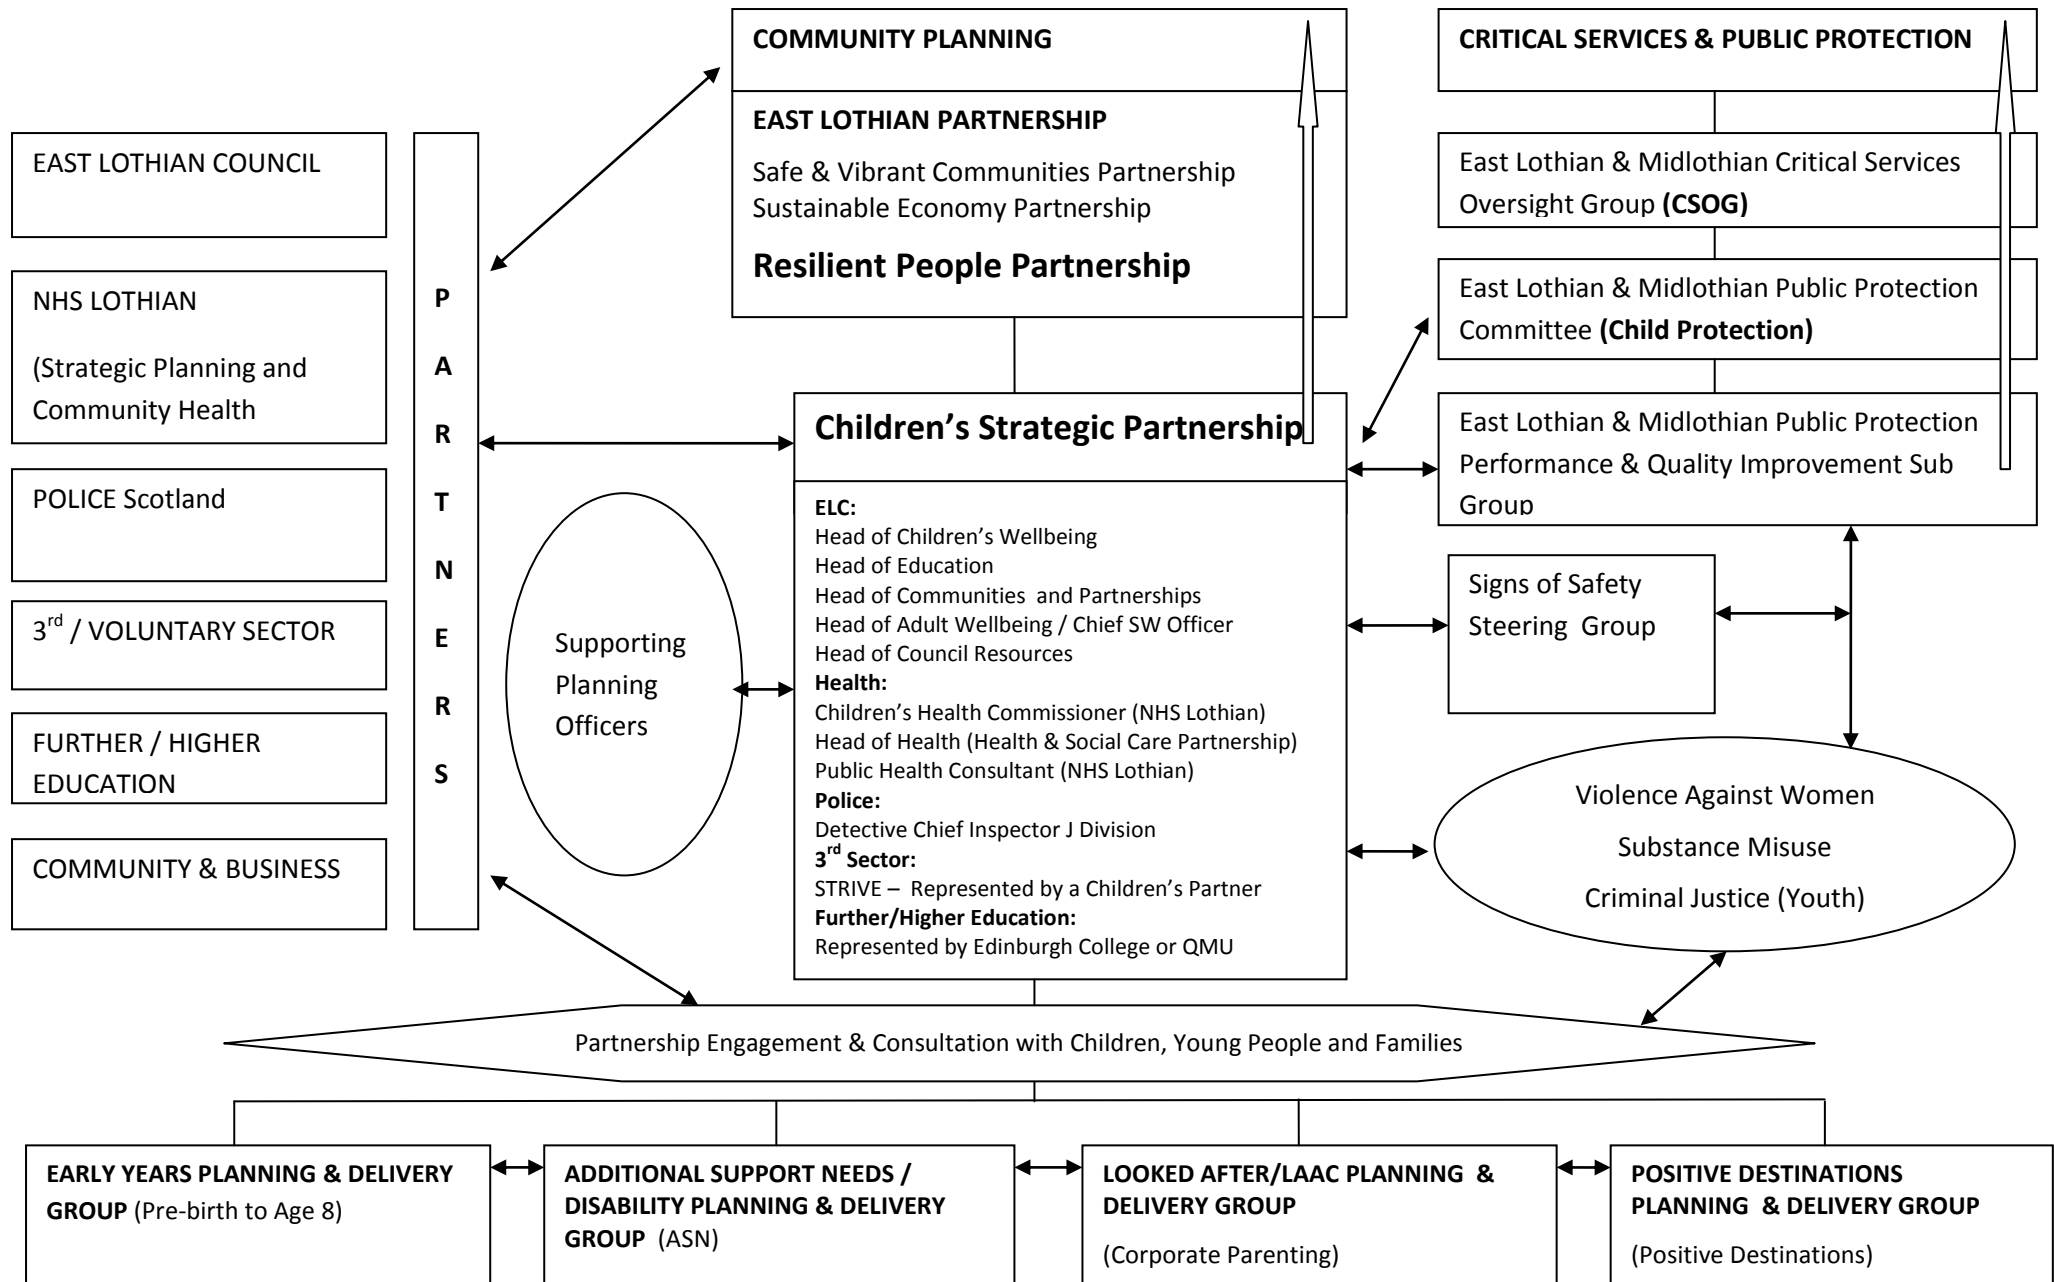 COMMUNITY PLANNING
EAST LOTHIAN PARTNERSHIP
Safe & Vibrant Communities Partnership
Sustainable Economy Partnership
Resilient People Partnership
CRITICAL SERVICES & PUBLIC PROTECTION
East Lothian & Midlothian Critical Services
Oversight Group (CSOG)
East Lothian & Midlothian Public Protection
Committee (Child Protection)
East Lothian & Midlothian Public Protection
Performance & Quality Improvement Sub
Group
EAST LOTHIAN COUNCIL
NHS LOTHIAN
(Strategic Planning and
Community Health
POLICE Scotland
3rd / VOLUNTARY SECTOR
FURTHER / HIGHER
EDUCATION
COMMUNITY & BUSINESS
P
A
R
T
N
E
R
S
Supporting
Planning
Officers
Children’s Strategic Partnership
ELC:
Head of Children’s Wellbeing
Head of Education
Head of Communities and Partnerships
Head of Adult Wellbeing / Chief SW Officer
Head of Council Resources
Health:
Children’s Health Commissioner (NHS Lothian)
Head of Health (Health & Social Care Partnership)
Public Health Consultant (NHS Lothian)
Police:
Detective Chief Inspector J Division
3rd Sector:
STRIVE – Represented by a Children’s Partner
Further/Higher Education:
Represented by Edinburgh College or QMU
Signs of Safety
Steering Group
Violence Against Women
Substance Misuse
Criminal Justice (Youth)
Partnership Engagement & Consultation with Children, Young People and Families
EARLY YEARS PLANNING & DELIVERY
GROUP (Pre-birth to Age 8)
ADDITIONAL SUPPORT NEEDS /
DISABILITY PLANNING & DELIVERY
GROUP (ASN)
LOOKED AFTER/LAAC PLANNING &
DELIVERY GROUP
(Corporate Parenting)
POSITIVE DESTINATIONS
PLANNING & DELIVERY GROUP
(Positive Destinations)